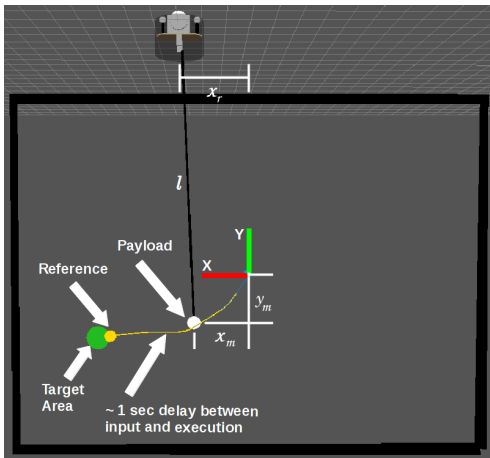 x_r
l
Payload
Y
Reference
X
y_m
x_m
Target
Area
~ 1 sec delay between
input and execution